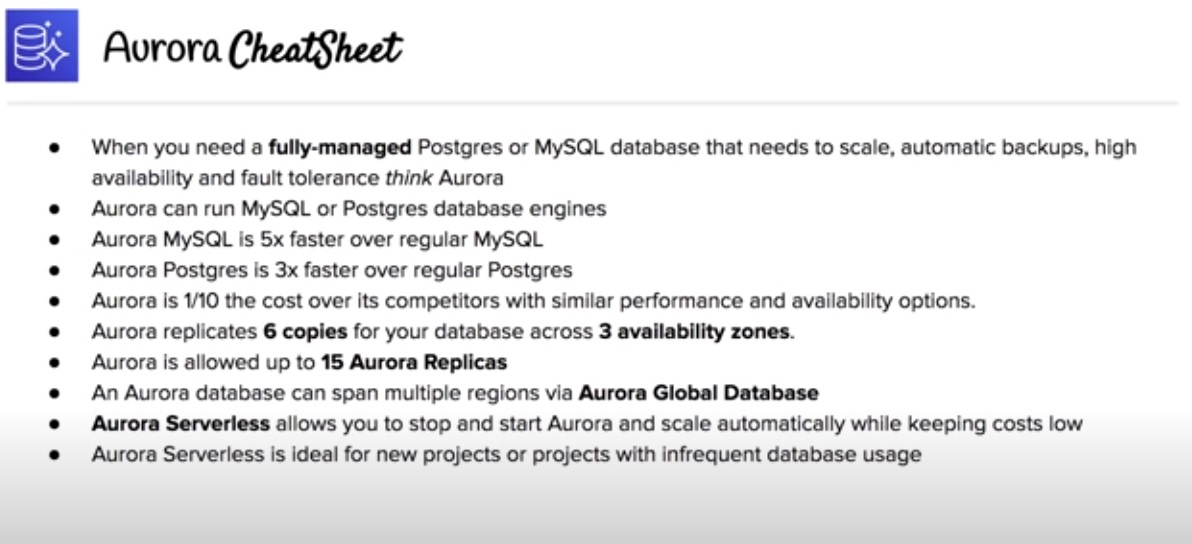 Aurora CheatSheet
● When you need a fully-managed Postgres or MySQL database that needs to scale, automatic backups, high
availability and fault tolerance think Aurora
● Aurora can run MySQL or Postgres database engines
● Aurora MySQL is 5x faster over regular MySQL
● Aurora Postgres is 3x faster over regular Postgres
● Aurora is 1/10 the cost over its competitors with similar performance and availability options.
● Aurora replicates 6 copies for your database across 3 availability zones.
● Aurora is allowed up to 15 Aurora Replicas
● An Aurora database can span multiple regions via Aurora Global Database
● Aurora Serverless allows you to stop and start Aurora and scale automatically while keeping costs low
● Aurora Serverless is ideal for new projects or projects with infrequent database usage